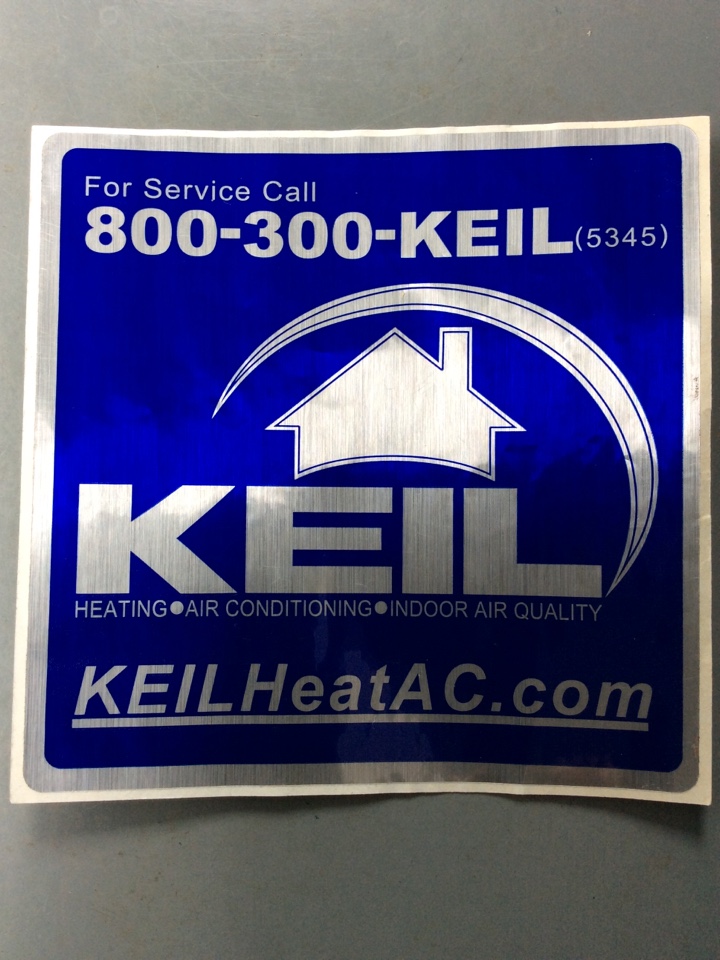 For Service Call
800-300-KEIL(5345)
KEIL
HEATING●AIR CONDITIONING●INDOOR AIR QUALITY
KEILHeatAC.com